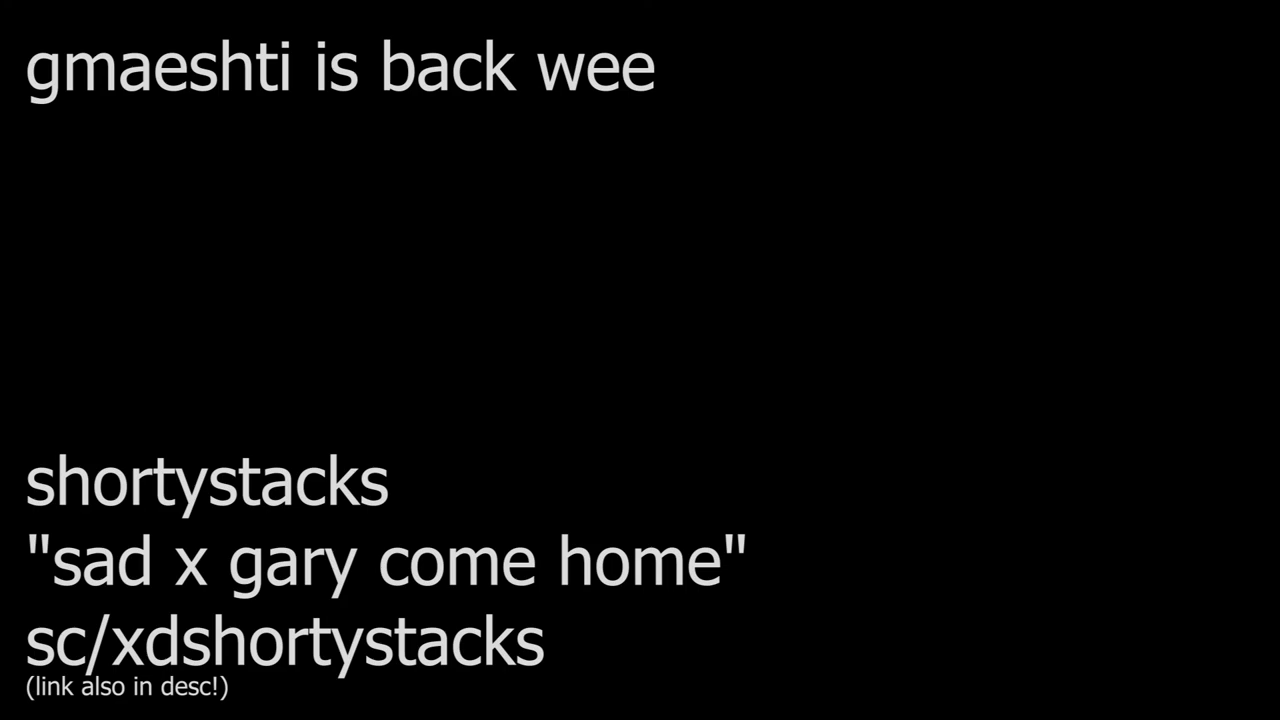 gmaeshti is back wee
shortystacks
"sad x gary come home"
sc/xdshortystacks
(link also in desc!)